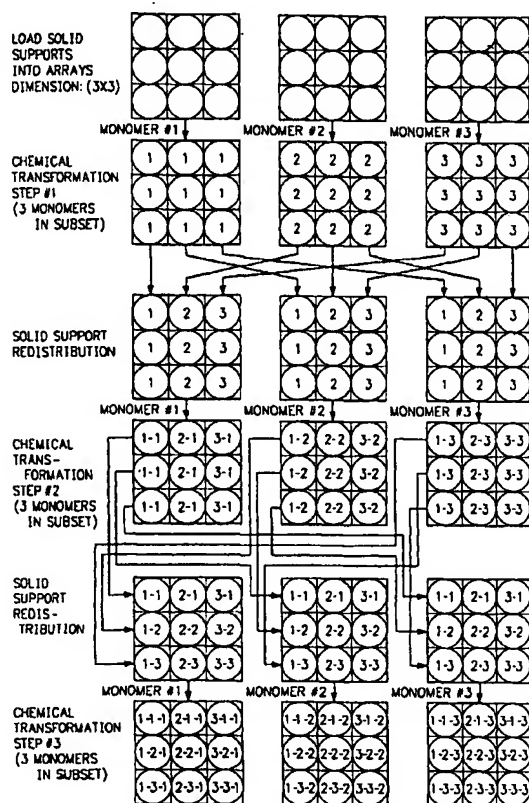 LOAD SOLID
SUPPORTS
INTO ARRAYS
DIMENSION: (3X3)
MONOMER #1 MONOMER #2 MONOMER #3
CHEMICAL
TRANSFORMATION
STEP #1
(3 MONOMERS
IN SUBSET)
1 1 1 2 2 2 3 3 3
1 1 1 2 2 2 3 3 3
1 1 1 2 2 2 3 3 3
SOLID SUPPORT
REDISTRIBUTION
1 2 3 1 2 3 1 2 3
1 2 3 1 2 3 1 2 3
1 2 3 1 2 3 1 2 3
MONOMER #1 MONOMER #2 MONOMER #3
CHEMICAL
TRANS-
FORMATION
STEP #2
(3 MONOMERS
IN SUBSET)
1-1 2-1 3-1 1-2 2-2 3-2 1-3 2-3 3-3
1-1 2-1 3-1 1-2 2-2 3-2 1-3 2-3 3-3
1-1 2-1 3-1 1-2 2-2 3-2 1-3 2-3 3-3
SOLID
SUPPORT
REDIS-
TRIBUTION
1-1 2-1 3-1 1-1 2-1 3-1 1-1 2-1 3-1
1-2 2-2 3-2 1-2 2-2 3-2 1-2 2-2 3-2
1-3 2-3 3-3 1-3 2-3 3-3 1-3 2-3 3-3
MONOMER #1 MONOMER #2 MONOMER #3
CHEMICAL
TRANSFORMATION
STEP #3
(3 MONOMERS
IN SUBSET)
1-1-1 2-1-1 3-1-1 1-1-2 2-1-2 3-1-2 1-1-3 2-1-3 3-1-3
1-2-1 2-2-1 3-2-1 1-2-2 2-2-2 3-2-2 1-2-3 2-2-3 3-2-3
1-3-1 2-3-1 3-3-1 1-3-2 2-3-2 3-3-2 1-3-3 2-3-3 3-3-3